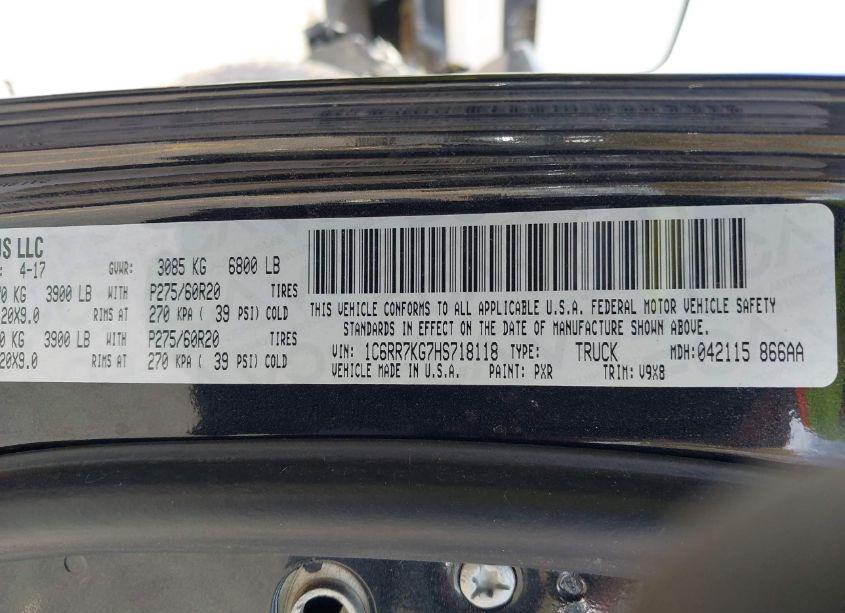 US LLC
: 4-17 GVWR: 3085 KG 6800 LB
0 KG 3900 LB WITH P275/60R20 TIRES
20X9.0 RIMS AT 270 KPA ( 39 PSI) COLD
0 KG 3900 LB WITH P275/60R20 TIRES
20X9.0 RIMS AT 270 KPA ( 39 PSI) COLD
THIS VEHICLE CONFORMS TO ALL APPLICABLE U.S.A. FEDERAL MOTOR VEHICLE SAFETY
STANDARDS IN EFFECT ON THE DATE OF MANUFACTURE SHOWN ABOVE.
VIN: 1C6RR7KG7HS718118 TYPE: TRUCK MDH:042115 866AA
VEHICLE MADE IN U.S.A. PAINT: PXR TRIM: V9X8